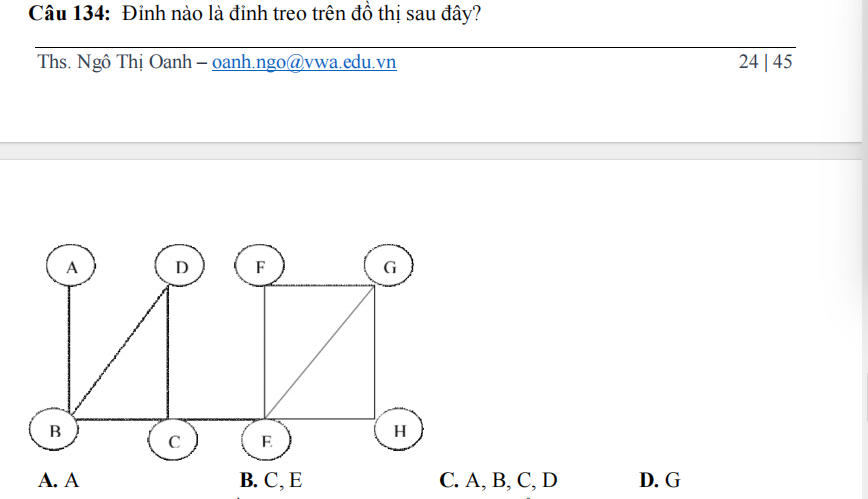 Câu 134: Đỉnh nào là đỉnh treo trên đồ thị sau đây?
Ths. Ngô Thị Oanh – oanh.ngo@vwa.edu.vn 24 | 45
A D F G
B C E H
A. A B. C, E C. A, B, C, D D. G